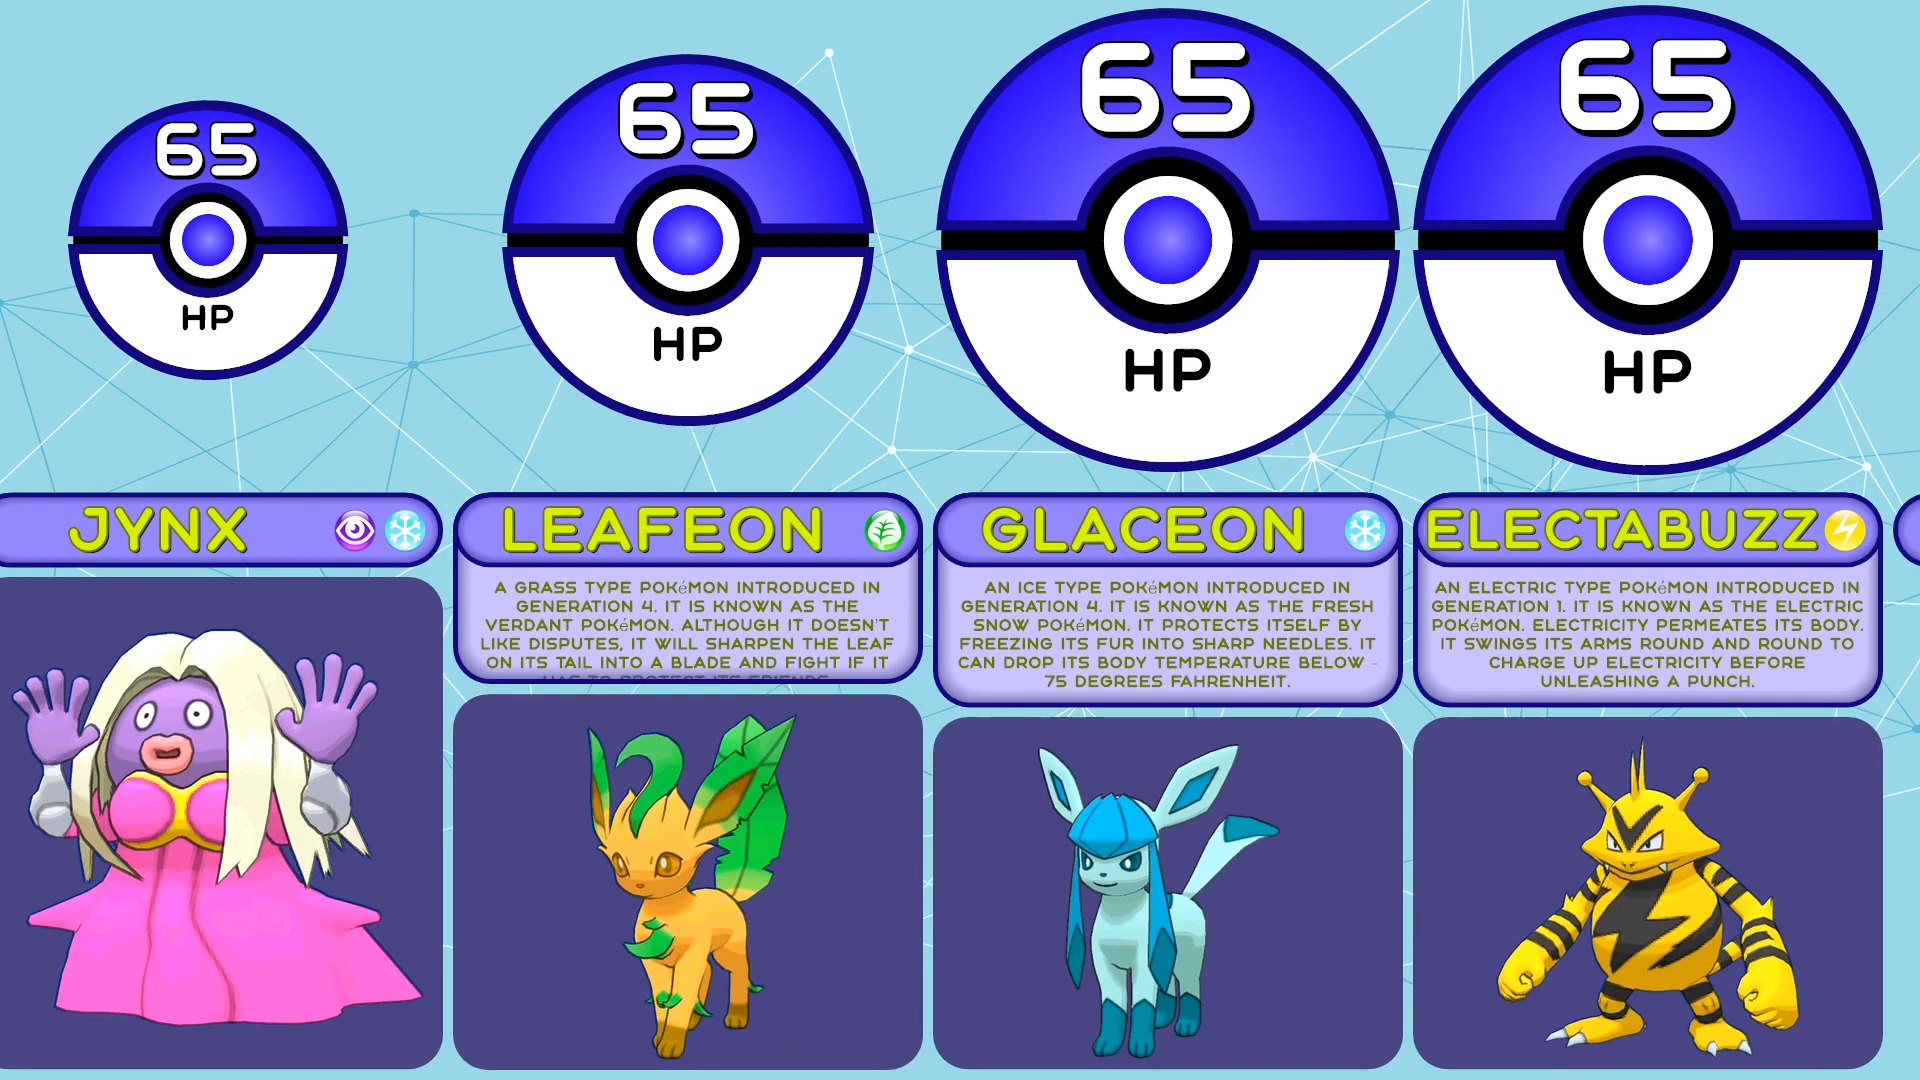 65
HP
65
HP
65
HP
65
HP
JYNX
LEAFEON
A GRASS TYPE POKéMON INTRODUCED IN
GENERATION 4. IT IS KNOWN AS THE
VERDANT POKéMON. ALTHOUGH IT DOESN'T
LIKE DISPUTES, IT WILL SHARPEN THE LEAF
ON ITS TAIL INTO A BLADE AND FIGHT IF IT
HAS TO PROTECT ITS FRIENDS
GLACEON
AN ICE TYPE POKéMON INTRODUCED IN
GENERATION 4. IT IS KNOWN AS THE FRESH
SNOW POKéMON. IT PROTECTS ITSELF BY
FREEZING ITS FUR INTO SHARP NEEDLES. IT
CAN DROP ITS BODY TEMPERATURE BELOW -
75 DEGREES FAHRENHEIT.
ELECTABUZZ
AN ELECTRIC TYPE POKéMON INTRODUCED IN
GENERATION 1. IT IS KNOWN AS THE ELECTRIC
POKéMON. ELECTRICITY PERMEATES ITS BODY.
IT SWINGS ITS ARMS ROUND AND ROUND TO
CHARGE UP ELECTRICITY BEFORE
UNLEASHING A PUNCH.